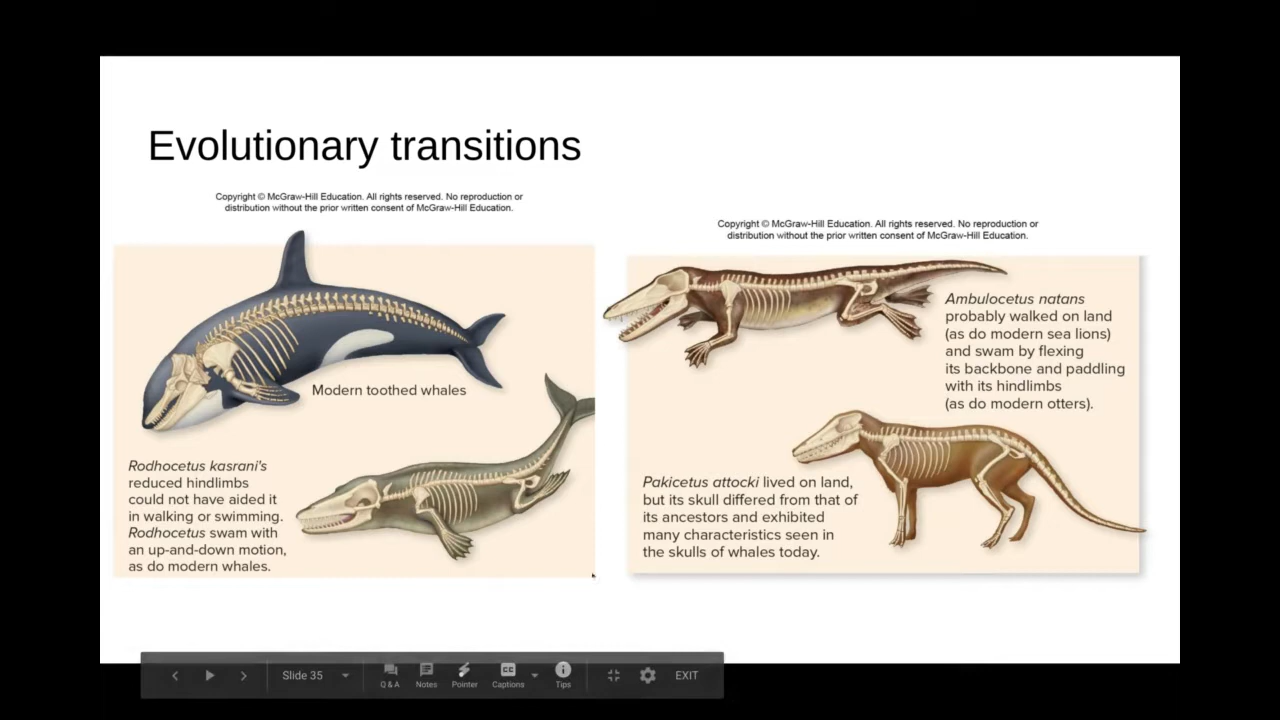 Evolutionary transitions
Copyright © McGraw-Hill Education. All rights reserved. No reproduction or
distribution without the prior written consent of McGraw-Hill Education.
Modern toothed whales
Rodhocetus kasrani's
reduced hindlimbs
could not have aided it
in walking or swimming.
Rodhocetus swam with
an up-and-down motion,
as do modern whales.
Copyright © McGraw-Hill Education. All rights reserved. No reproduction or
distribution without the prior written consent of McGraw-Hill Education.
Ambulocetus natans
probably walked on land
(as do modern sea lions)
and swam by flexing
its backbone and paddling
with its hindlimbs
(as do modern otters).
Pakicetus attocki lived on land,
but its skull differed from that of
its ancestors and exhibited
many characteristics seen in
the skulls of whales today.
Slide 35
Q & A
Notes
Pointer
CC
Captions
Tips
EXIT